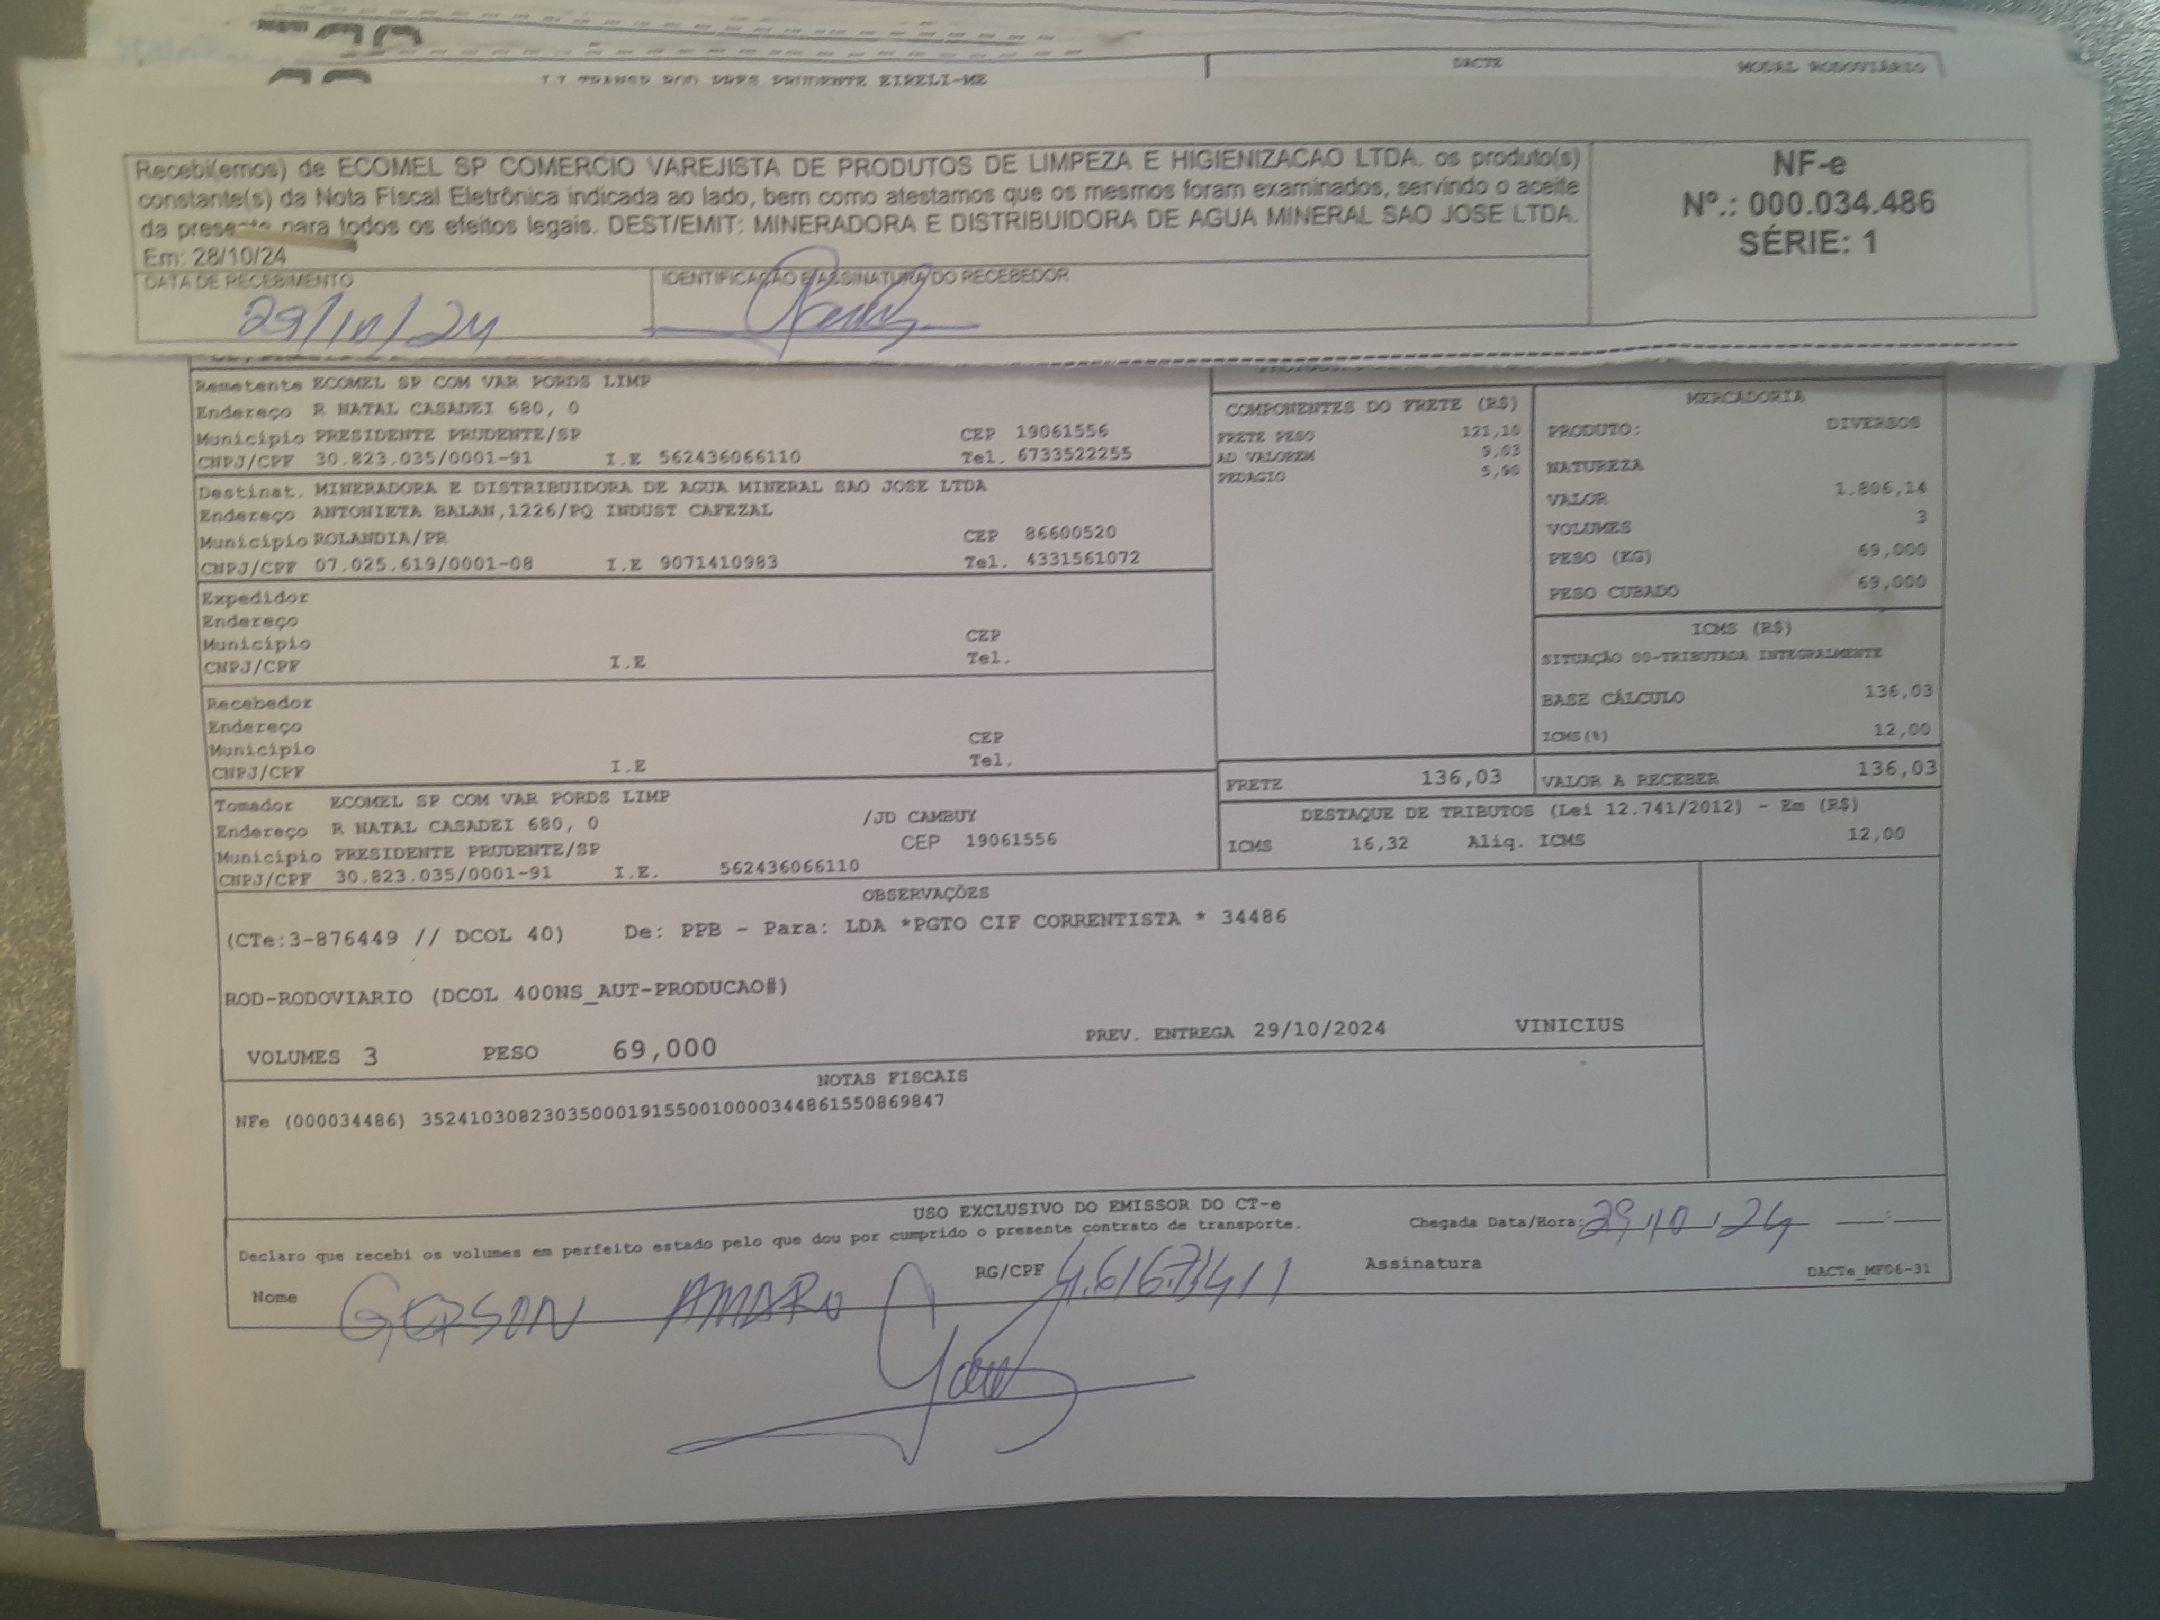 TRANSP ROD PRES PRUDENTE EIRELI-ME
DACTE
MODAL RODOVIÁRIO
Recebi(emos) de ECOMEL SP COMERCIO VAREJISTA DE PRODUTOS DE LIMPEZA E HIGIENIZACAO LTDA. os produto(s)
constante(s) da Nota Fiscal Eletrônica indicada ao lado, bem como atestamos que os mesmos foram examinados, servindo o aceite
da presente para todos os efeitos legais. DEST/EMIT: MINERADORA E DISTRIBUIDORA DE AGUA MINERAL SAO JOSE LTDA.
Em: 28/10/24
NF-e
Nº.: 000.034.486
SÉRIE: 1
DATA DE RECEBIMENTO
29/10/24
IDENTIFICAÇÃO E ASSINATURA DO RECEBEDOR
Remetente ECOMEL SP COM VAR PORDS LIMP
Endereço R NATAL CASADEI 680, 0
Município PRESIDENTE PRUDENTE/SP CEP 19061556
CNPJ/CPF 30.823.035/0001-91 I.E 562436066110 Tel. 6733522255
Destinat. MINERADORA E DISTRIBUIDORA DE AGUA MINERAL SAO JOSE LTDA
Endereço ANTONIETA BALAN,1226/PQ INDUST CAFEZAL
Município ROLANDIA/PR CEP 86600520
CNPJ/CPF 07.025.619/0001-08 I.E 9071410983 Tel. 4331561072
Expedidor
Endereço
Município CEP
CNPJ/CPF I.E Tel.
Recebedor
Endereço
Município CEP
CNPJ/CPF I.E Tel.
Tomador ECOMEL SP COM VAR PORDS LIMP
Endereço R NATAL CASADEI 680, 0 /JD CAMBUY
Município PRESIDENTE PRUDENTE/SP CEP 19061556
CNPJ/CPF 30.823.035/0001-91 I.E. 562436066110
COMPONENTES DO FRETE (R$)
FRETE PESO 121,10
AD VALOREM 9,03
PEDAGIO 5,90
FRETE 136,03
MERCADORIA
PRODUTO: DIVERSOS
NATUREZA
VALOR 1.806,14
VOLUMES 3
PESO (KG) 69,000
PESO CUBADO 69,000
ICMS (R$)
SITUAÇÃO 00-TRIBUTADA INTEGRALMENTE
BASE CÁLCULO 136,03
ICMS(%) 12,00
VALOR A RECEBER 136,03
DESTAQUE DE TRIBUTOS (Lei 12.741/2012) - Em (R$)
ICMS 16,32 Aliq. ICMS 12,00
OBSERVAÇÕES
(CTe:3-876449 // DCOL 40) De: PPB - Para: LDA *PGTO CIF CORRENTISTA * 34486
ROD-RODOVIARIO (DCOL 400NS_AUT-PRODUCAO#)
VOLUMES 3 PESO 69,000 PREV. ENTREGA 29/10/2024 VINICIUS
NOTAS FISCAIS
NFe (000034486) 35241030823035000191550010000344861550869847
USO EXCLUSIVO DO EMISSOR DO CT-e
Declaro que recebi os volumes em perfeito estado pelo que dou por cumprido o presente contrato de transporte. Chegada Data/Hora: 29 10 24
Nome GERSON AMARO RG/CPF Assinatura DACTe_MF06-31